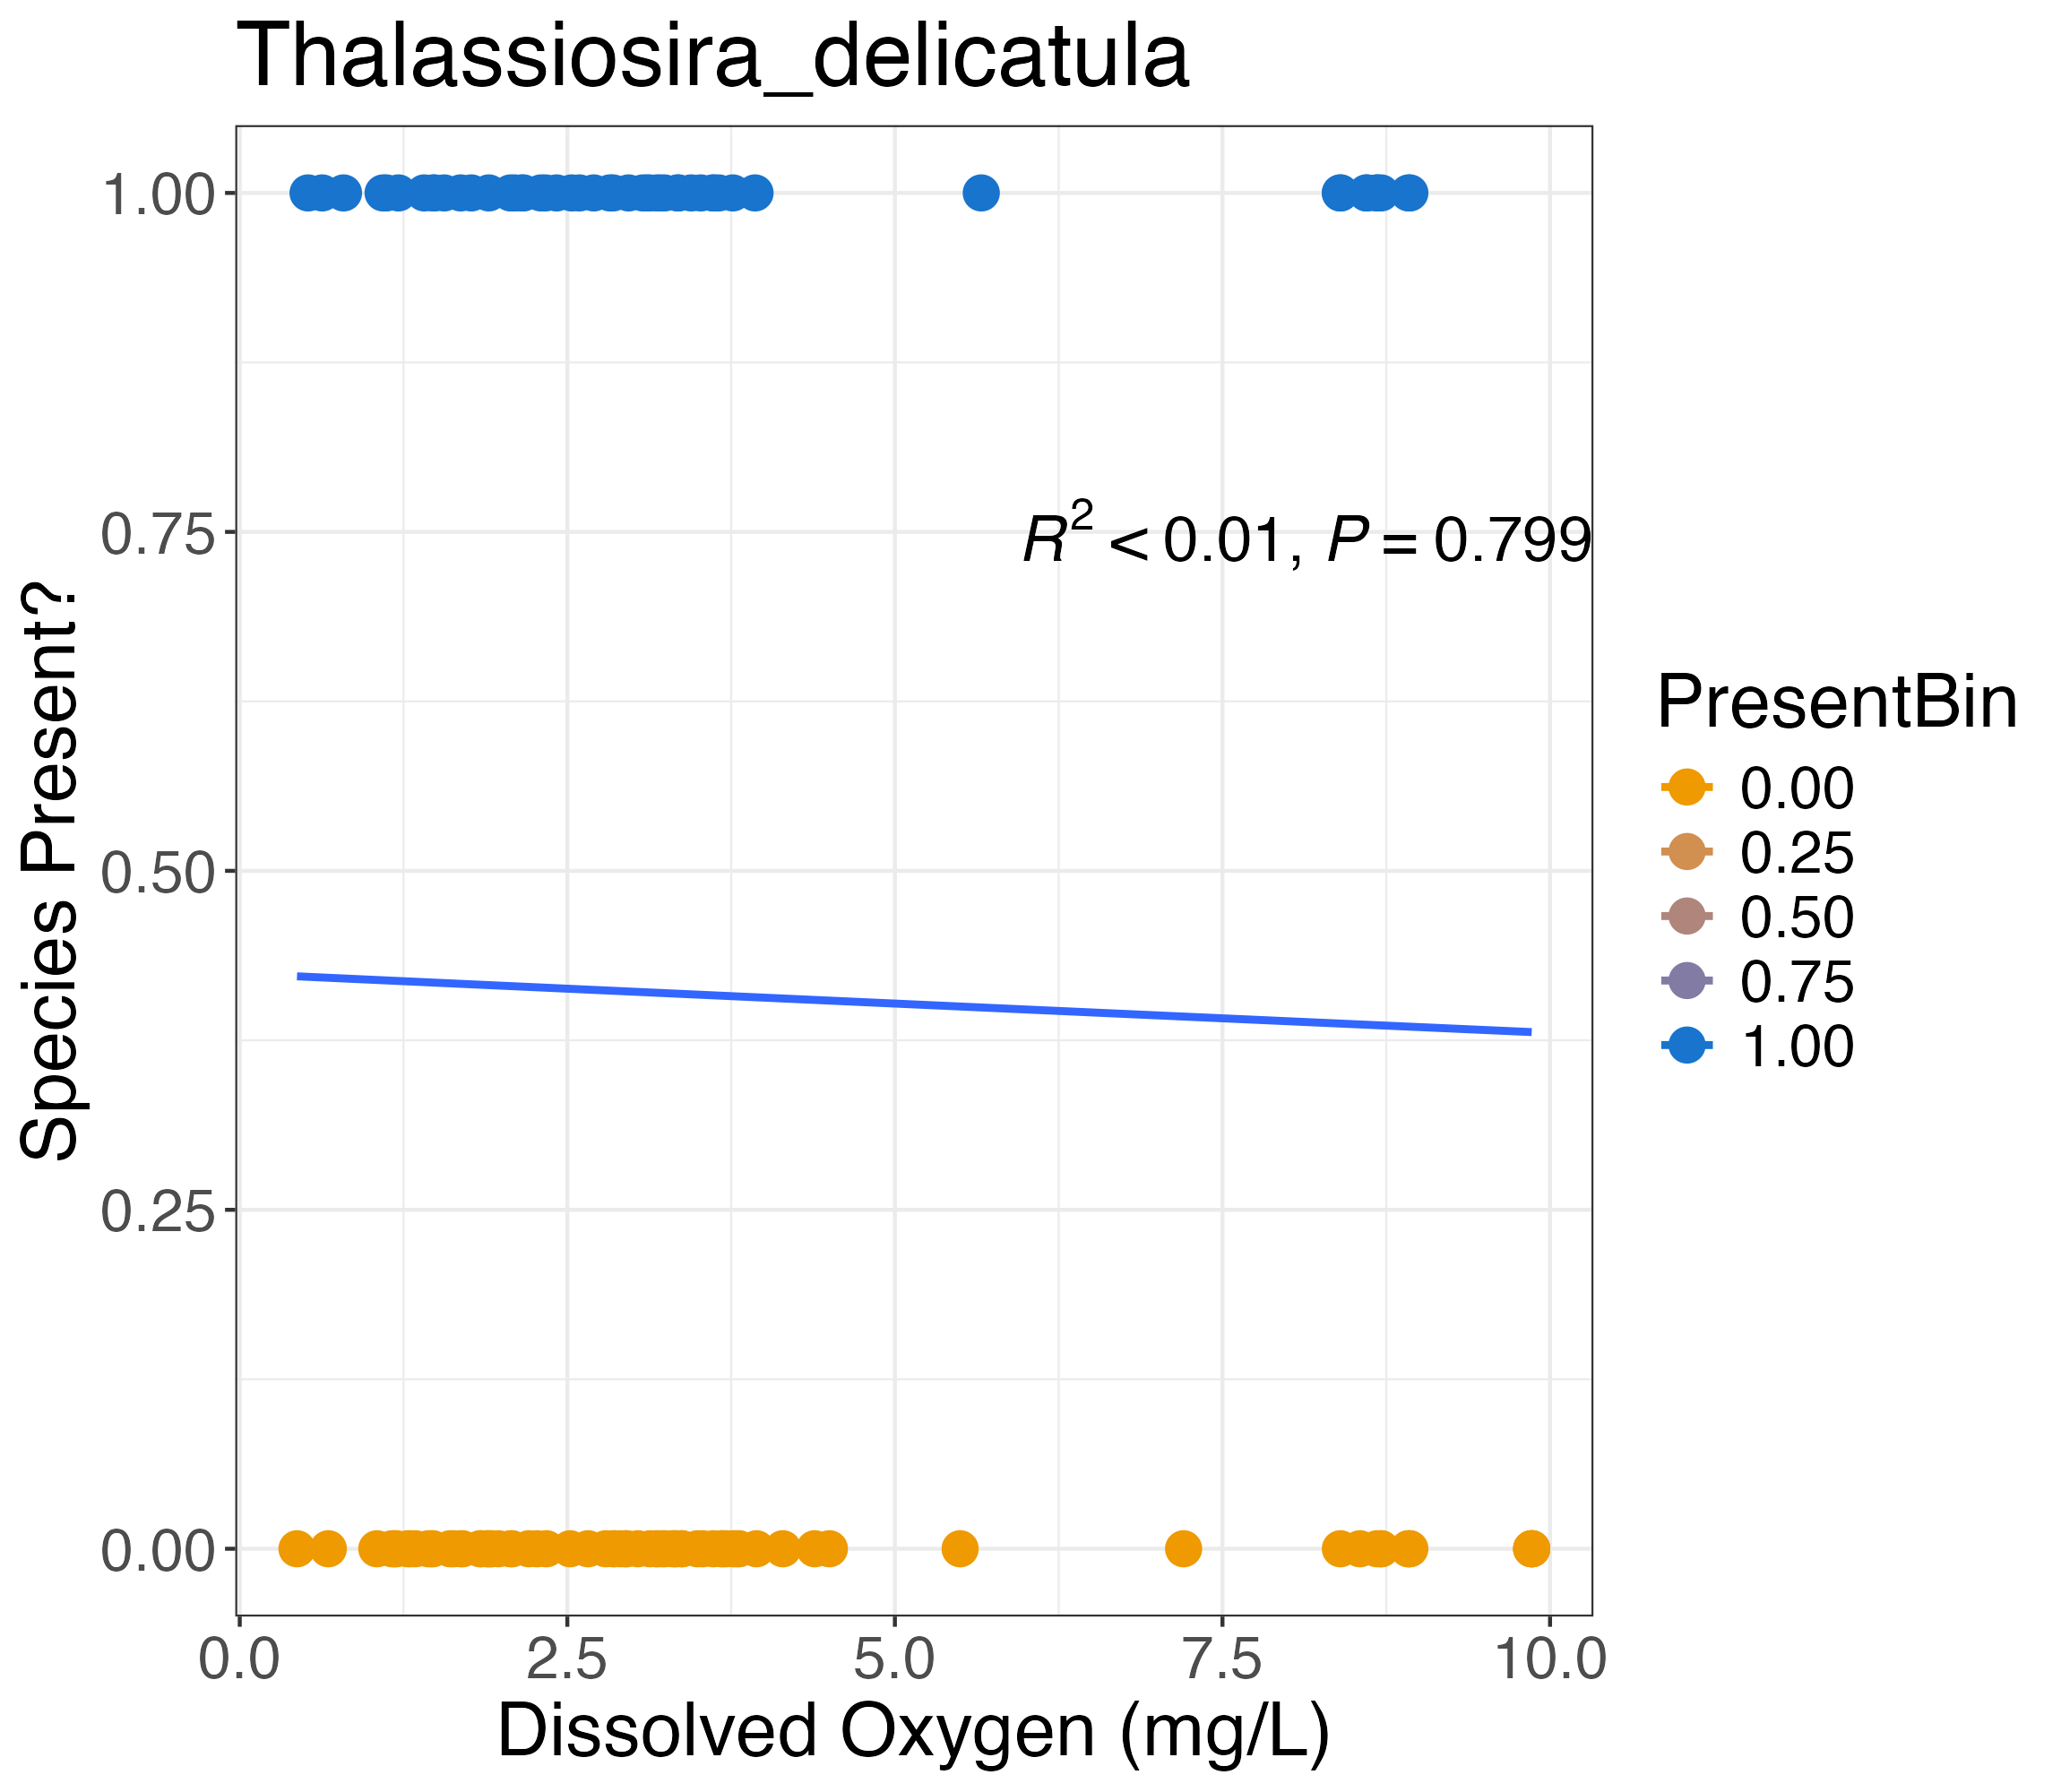 Thalassiosira_delicatula
Species Present?
1.00
0.75
0.50
0.25
0.00
R² < 0.01, P = 0.799
0.0 2.5 5.0 7.5 10.0
Dissolved Oxygen (mg/L)
PresentBin
0.00
0.25
0.50
0.75
1.00